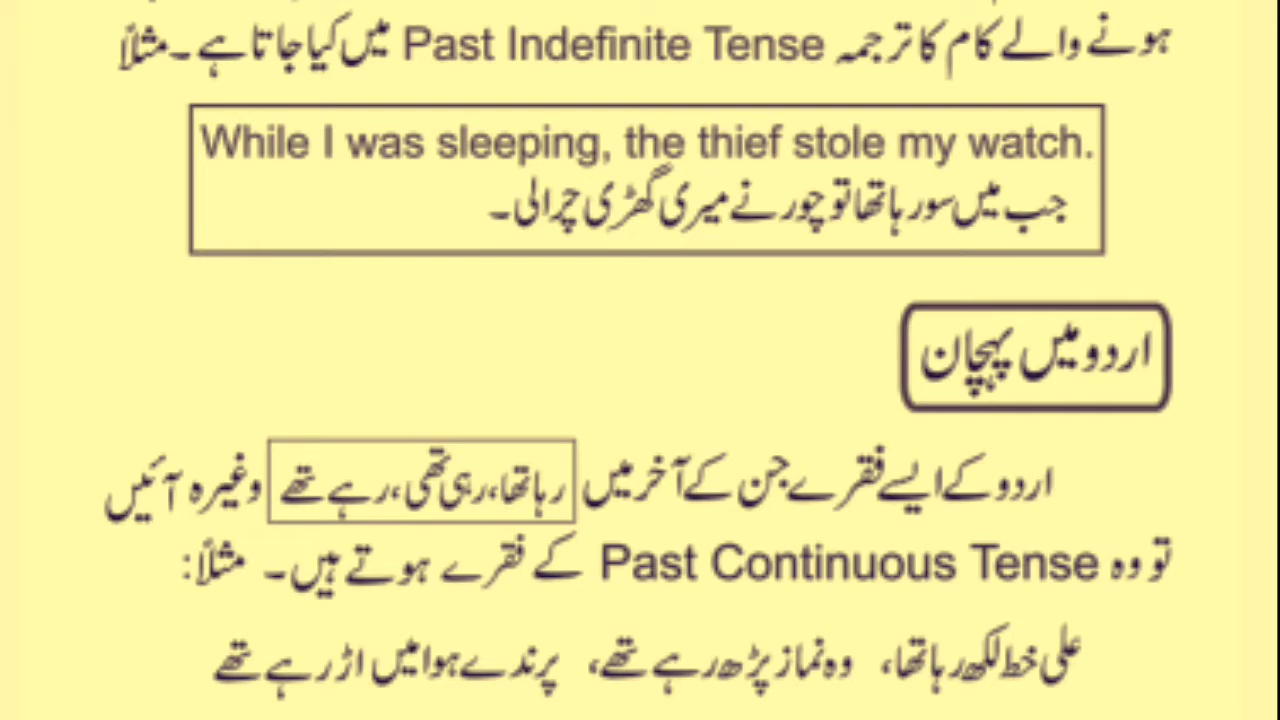 ہونے والے کام کا ترجمہ Past Indefinite Tense میں کیا جاتا ہے۔ مثلاً
While I was sleeping, the thief stole my watch.
جب میں سو رہا تھا تو چور نے میری گھڑی چرا لی۔
اردو میں پہچان
اردو کے ایسے فقرے جن کے آخر میں رہا تھا، رہی تھی، رہے تھے وغیرہ آئیں
تو وہ Past Continuous Tense کے فقرے ہوتے ہیں۔ مثلاً:
علی خط لکھ رہا تھا، وہ نماز پڑھ رہے تھے، پرندے ہوا میں اڑ رہے تھے